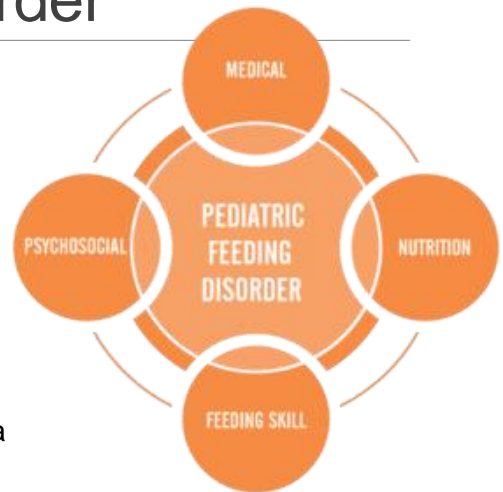 MEDICAL
PSYCHOSOCIAL
PEDIATRIC
FEEDING
DISORDER
NUTRITION
FEEDING SKILL